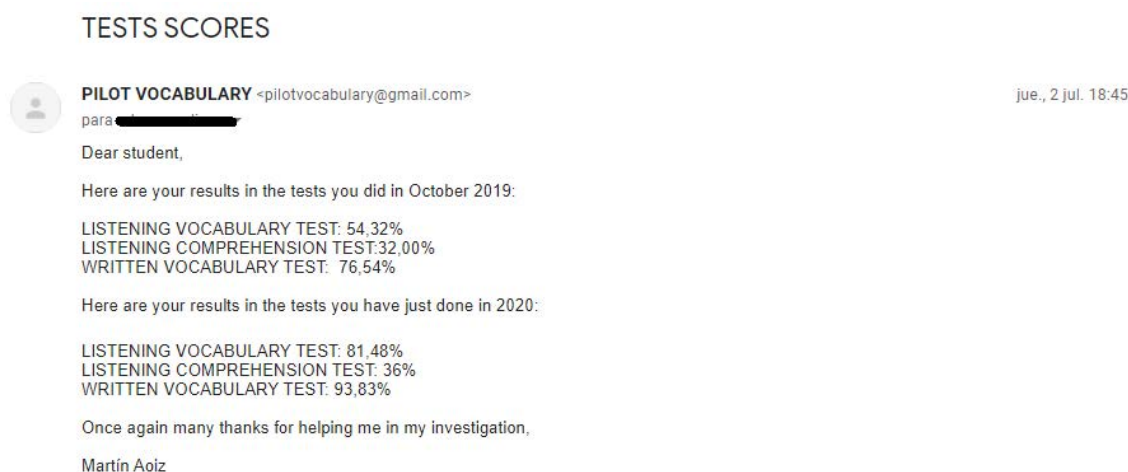 TESTS SCORES
PILOT VOCABULARY <pilotvocabulary@gmail.com>
jue., 2 jul. 18:45
para
Dear student,
Here are your results in the tests you did in October 2019:
LISTENING VOCABULARY TEST: 54,32%
LISTENING COMPREHENSION TEST:32,00%
WRITTEN VOCABULARY TEST:  76,54%
Here are your results in the tests you have just done in 2020:
LISTENING VOCABULARY TEST: 81,48%
LISTENING COMPREHENSION TEST: 36%
WRITTEN VOCABULARY TEST: 93,83%
Once again many thanks for helping me in my investigation,
Martín Aoiz